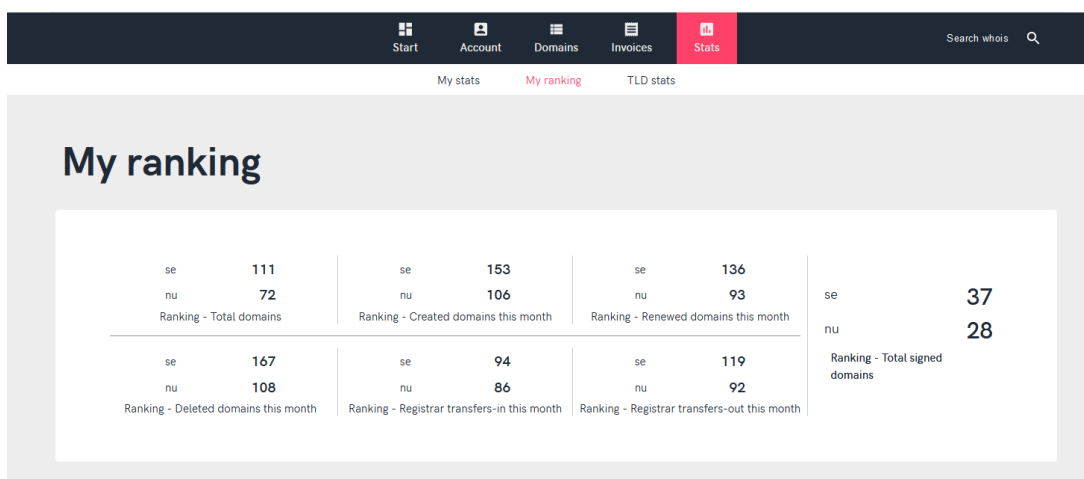 Start Account Domains Invoices Stats Search whois
My stats My ranking TLD stats
My ranking
se 111
nu 72
Ranking - Total domains
se 153
nu 106
Ranking - Created domains this month
se 136
nu 93
Ranking - Renewed domains this month
se 167
nu 108
Ranking - Deleted domains this month
se 94
nu 86
Ranking - Registrar transfers-in this month
se 119
nu 92
Ranking - Registrar transfers-out this month
se 37
nu 28
Ranking - Total signed
domains